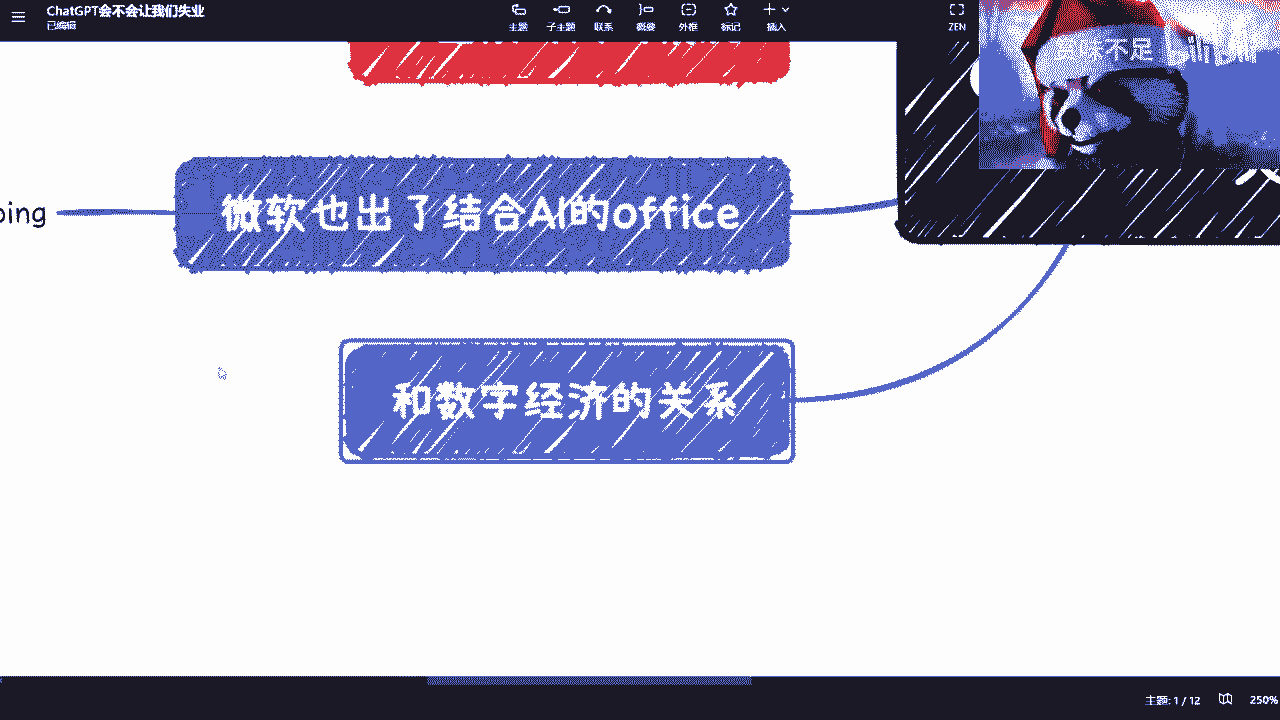 ChatGPT会不会让我们失业
已编辑
主题
子主题
联系
概要
外框
标记
插入
ZEN
不足
微软也出了结合AI的office
ping
和数字经济的关系
主题: 1 / 12
250%